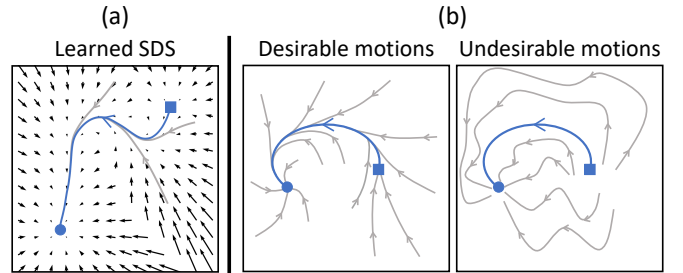 (a)
(b)
Learned SDS
Desirable motions
Undesirable motions